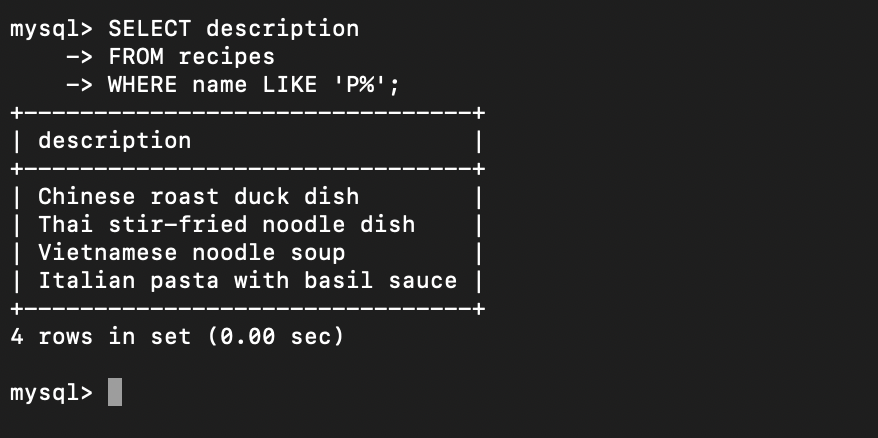 mysql> SELECT description
    -> FROM recipes
    -> WHERE name LIKE 'P%';
+--------------------------------+
| description                    |
+--------------------------------+
| Chinese roast duck dish        |
| Thai stir-fried noodle dish    |
| Vietnamese noodle soup         |
| Italian pasta with basil sauce |
+--------------------------------+
4 rows in set (0.00 sec)
mysql>